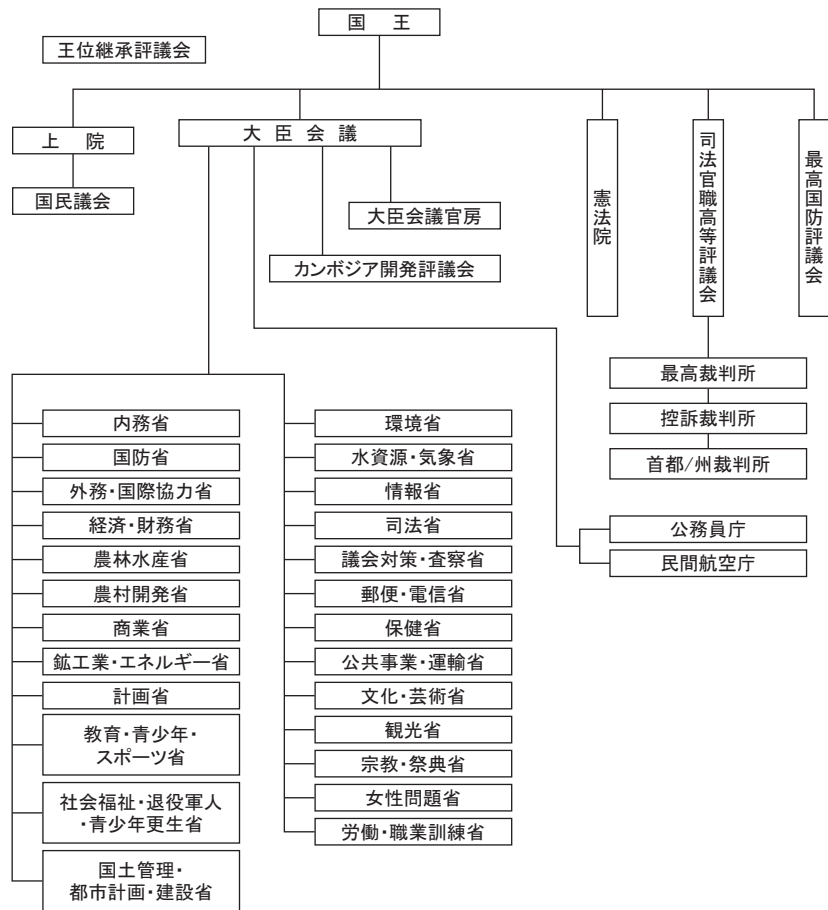 国　王
王位継承評議会
上　院
大 臣 会 議
憲法院
司法官職高等評議会
最高国防評議会
国民議会
大臣会議官房
カンボジア開発評議会
最高裁判所
控訴裁判所
首都/州裁判所
公務員庁
民間航空庁
内務省
国防省
外務・国際協力省
経済・財務省
農林水産省
農村開発省
商業省
鉱工業・エネルギー省
計画省
教育・青少年・
スポーツ省
社会福祉・退役軍人
・青少年更生省
国土管理・
都市計画・建設省
環境省
水資源・気象省
情報省
司法省
議会対策・査察省
郵便・電信省
保健省
公共事業・運輸省
文化・芸術省
観光省
宗教・祭典省
女性問題省
労働・職業訓練省